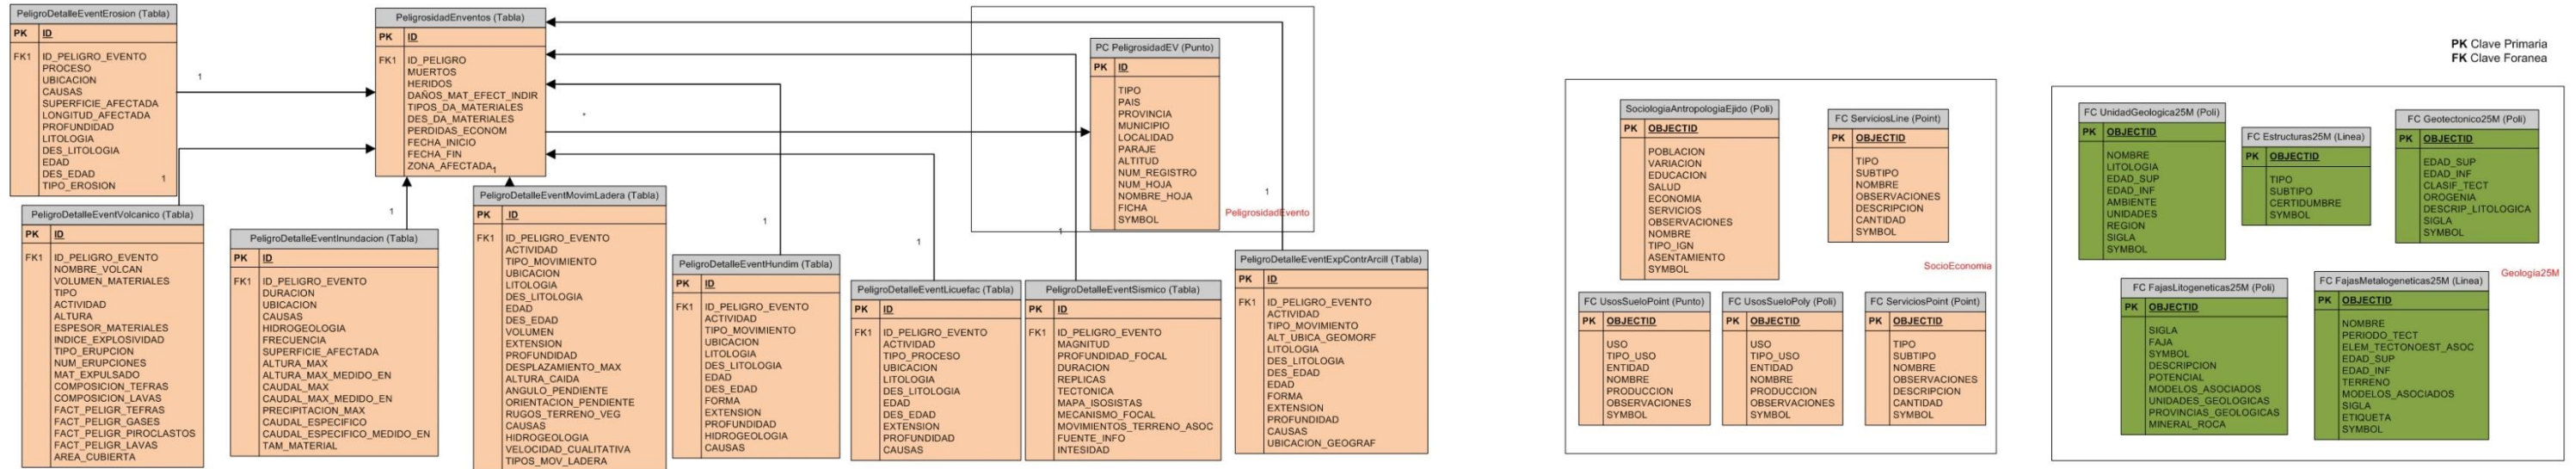 PeligroDetalleEventErosion (Tabla)
PK ID
FK1 ID_PELIGRO_EVENTO
PROCESO
UBICACION
CAUSAS
SUPERFICIE_AFECTADA
LONGITUD_AFECTADA
PROFUNDIDAD
LITOLOGIA
DES_LITOLOGIA
EDAD
DES_EDAD
TIPO_EROSION
1
1
PeligrosidadEnventos (Tabla)
PK ID
FK1 ID_PELIGRO
MUERTOS
HERIDOS
DAÑOS_MAT_EFECT_INDIR
TIPOS_DA_MATERIALES
DES_DA_MATERIALES
PERDIDAS_ECONOM
FECHA_INICIO
FECHA_FIN
ZONA_AFECTADA
1
*
PC PeligrosidadEV (Punto)
PK ID
TIPO
PAIS
PROVINCIA
MUNICIPIO
LOCALIDAD
PARAJE
ALTITUD
NUM_REGISTRO
NUM_HOJA
NOMBRE_HOJA
FICHA
SYMBOL
PeligrosidadEvento
1
PeligroDetalleEventVolcanico (Tabla)
PK ID
FK1 ID_PELIGRO_EVENTO
NOMBRE_VOLCAN
VOLUMEN_MATERIALES
TIPO
ACTIVIDAD
ALTURA
ESPESOR_MATERIALES
INDICE_EXPLOSIVIDAD
TIPO_ERUPCION
NUM_ERUPCIONES
MAT_EXPULSADO
COMPOSICION_TEFRAS
COMPOSICION_LAVAS
FACT_PELIGR_TEFRAS
FACT_PELIGR_GASES
FACT_PELIGR_PIROCLASTOS
FACT_PELIGR_LAVAS
AREA_CUBIERTA
1
PeligroDetalleEventInundacion (Tabla)
PK ID
FK1 ID_PELIGRO_EVENTO
DURACION
UBICACION
CAUSAS
HIDROGEOLOGIA
FRECUENCIA
SUPERFICIE_AFECTADA
ALTURA_MAX
ALTURA_MAX_MEDIDO_EN
CAUDAL_MAX
CAUDAL_MAX_MEDIDO_EN
PRECIPITACION_MAX
CAUDAL_ESPECIFICO
CAUDAL_ESPECIFICO_MEDIDO_EN
TAM_MATERIAL
PeligroDetalleEventMovimLadera (Tabla)
PK ID
FK1 ID_PELIGRO_EVENTO
ACTIVIDAD
TIPO_MOVIMIENTO
UBICACION
LITOLOGIA
DES_LITOLOGIA
EDAD
DES_EDAD
VOLUMEN
EXTENSION
PROFUNDIDAD
DESPLAZAMIENTO_MAX
ALTURA_CAIDA
ANGULO_PENDIENTE
ORIENTACION_PENDIENTE
RUGOS_TERRENO_VEG
CAUSAS
HIDROGEOLOGIA
VELOCIDAD_CUALITATIVA
TIPOS_MOV_LADERA
1
PeligroDetalleEventHundim (Tabla)
PK ID
FK1 ID_PELIGRO_EVENTO
ACTIVIDAD
TIPO_MOVIMIENTO
UBICACION
LITOLOGIA
DES_LITOLOGIA
EDAD
DES_EDAD
FORMA
EXTENSION
PROFUNDIDAD
HIDROGEOLOGIA
CAUSAS
1
PeligroDetalleEventLicuefac (Tabla)
PK ID
FK1 ID_PELIGRO_EVENTO
ACTIVIDAD
TIPO_PROCESO
UBICACION
LITOLOGIA
DES_LITOLOGIA
EDAD
DES_EDAD
EXTENSION
PROFUNDIDAD
CAUSAS
1
PeligroDetalleEventSismico (Tabla)
PK ID
FK1 ID_PELIGRO_EVENTO
MAGNITUD
PROFUNDIDAD_FOCAL
DURACION
REPLICAS
TECTONICA
MAPA_ISOSISTAS
MECANISMO_FOCAL
MOVIMIENTOS_TERRENO_ASOC
FUENTE_INFO
INTESIDAD
PeligroDetalleEventExpContrArcill (Tabla)
PK ID
FK1 ID_PELIGRO_EVENTO
ACTIVIDAD
TIPO_MOVIMIENTO
ALT_UBICA_GEOMORF
LITOLOGIA
DES_LITOLOGIA
DES_EDAD
EDAD
FORMA
EXTENSION
PROFUNDIDAD
CAUSAS
UBICACION_GEOGRAF
SociologiaAntropologiaEjido (Poli)
PK OBJECTID
POBLACION
VARIACION
EDUCACION
SALUD
ECONOMIA
SERVICIOS
OBSERVACIONES
NOMBRE
TIPO_IGN
ASENTAMIENTO
SYMBOL
FC ServiciosLine (Point)
PK OBJECTID
TIPO
SUBTIPO
NOMBRE
OBSERVACIONES
DESCRIPCION
CANTIDAD
SYMBOL
SocioEconomia
FC UsosSueloPoint (Punto)
PK OBJECTID
USO
TIPO_USO
ENTIDAD
NOMBRE
PRODUCCION
OBSERVACIONES
SYMBOL
FC UsosSueloPoly (Poli)
PK OBJECTID
USO
TIPO_USO
ENTIDAD
NOMBRE
PRODUCCION
OBSERVACIONES
SYMBOL
FC ServiciosPoint (Point)
PK OBJECTID
TIPO
SUBTIPO
NOMBRE
OBSERVACIONES
DESCRIPCION
CANTIDAD
SYMBOL
PK Clave Primaria
FK Clave Foranea
FC UnidadGeologica25M (Poli)
PK OBJECTID
NOMBRE
LITOLOGIA
EDAD_SUP
EDAD_INF
AMBIENTE
UNIDADES
REGION
SIGLA
SYMBOL
FC Estructuras25M (Linea)
PK OBJECTID
TIPO
SUBTIPO
CERTIDUMBRE
SYMBOL
FC Geotectonico25M (Poli)
PK OBJECTID
EDAD_SUP
EDAD_INF
CLASIF_TECT
OROGENIA
DESCRIP_LITOLOGICA
SIGLA
SYMBOL
Geologia25M
FC FajasLitogeneticas25M (Poli)
PK OBJECTID
SIGLA
FAJA
SYMBOL
DESCRIPCION
POTENCIAL
MODELOS_ASOCIADOS
UNIDADES_GEOLOGICAS
PROVINCIAS_GEOLOGICAS
MINERAL_ROCA
FC FajasMetalogeneticas25M (Linea)
PK OBJECTID
NOMBRE
PERIODO_TECT
ELEM_TECTONOEST_ASOC
EDAD_SUP
EDAD_INF
TERRENO
MODELOS_ASOCIADOS
SIGLA
ETIQUETA
SYMBOL